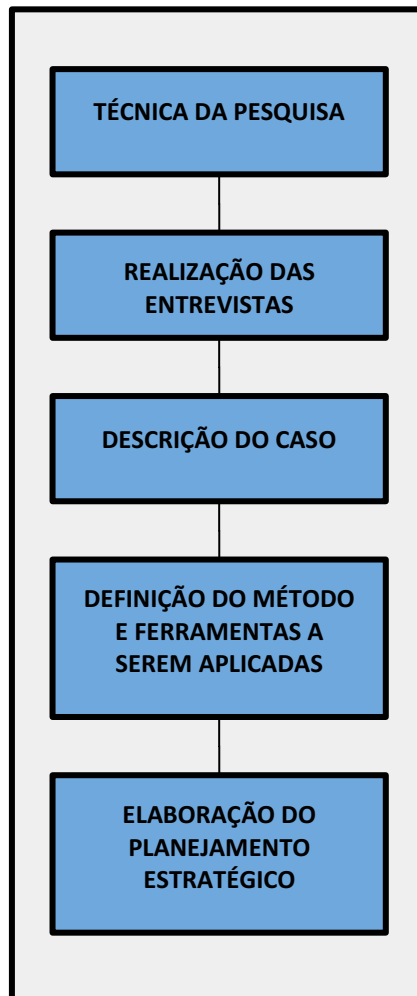 TÉCNICA DA PESQUISA
REALIZAÇÃO DAS
ENTREVISTAS
DESCRIÇÃO DO CASO
DEFINIÇÃO DO MÉTODO
E FERRAMENTAS A
SEREM APLICADAS
ELABORAÇÃO DO
PLANEJAMENTO
ESTRATÉGICO